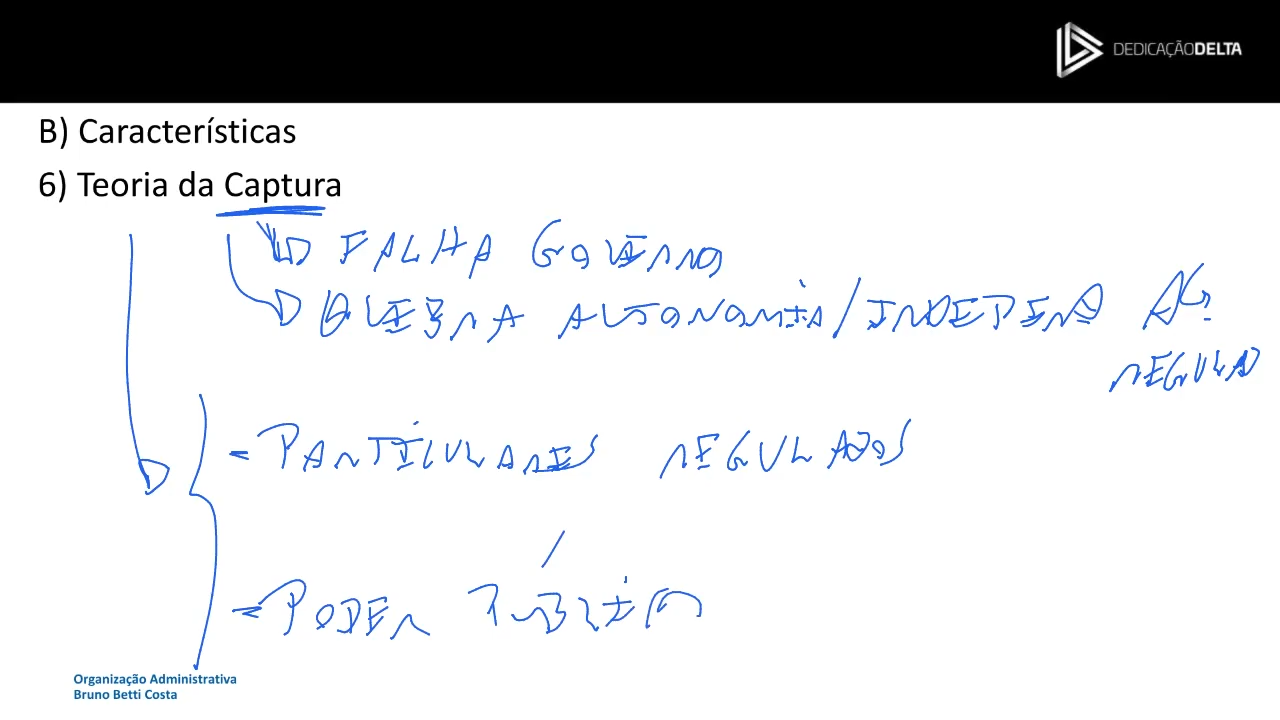 DEDICAÇÃODELTA
B) Características
6) Teoria da Captura
FALHA GOVERNO
QUEBRA AUTONOMIA/INDEPEND AG.
REGULAD
- PARTICULARES REGULADOS
- PODER PÚBLICO
Organização Administrativa
Bruno Betti Costa